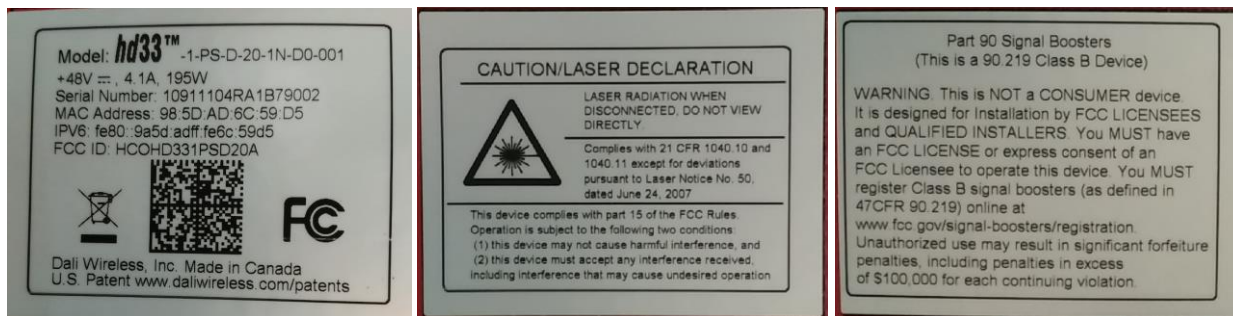 Model: hd33™ -1-PS-D-20-1N-D0-001
+48V ⎓, 4.1A, 195W
Serial Number: 10911104RA1B79002
MAC Address: 98:5D:AD:6C:59:D5
IPV6: fe80::9a5d:adff:fe6c:59d5
FCC ID: HCOHD331PSD20A
FC
Dali Wireless, Inc. Made in Canada
U.S. Patent www.daliwireless.com/patents
CAUTION/LASER DECLARATION
LASER RADIATION WHEN
DISCONNECTED, DO NOT VIEW
DIRECTLY.
Complies with 21 CFR 1040.10 and
1040.11 except for deviations
pursuant to Laser Notice No. 50,
dated June 24, 2007
This device complies with part 15 of the FCC Rules.
Operation is subject to the following two conditions:
(1) this device may not cause harmful interference, and
(2) this device must accept any interference received,
including interference that may cause undesired operation
Part 90 Signal Boosters
(This is a 90.219 Class B Device)
WARNING. This is NOT a CONSUMER device.
It is designed for Installation by FCC LICENSEES
and QUALIFIED INSTALLERS. You MUST have
an FCC LICENSE or express consent of an
FCC Licensee to operate this device. You MUST
register Class B signal boosters (as defined in
47CFR 90.219) online at
www.fcc.gov/signal-boosters/registration.
Unauthorized use may result in significant forfeiture
penalties, including penalties in excess
of $100,000 for each continuing violation.